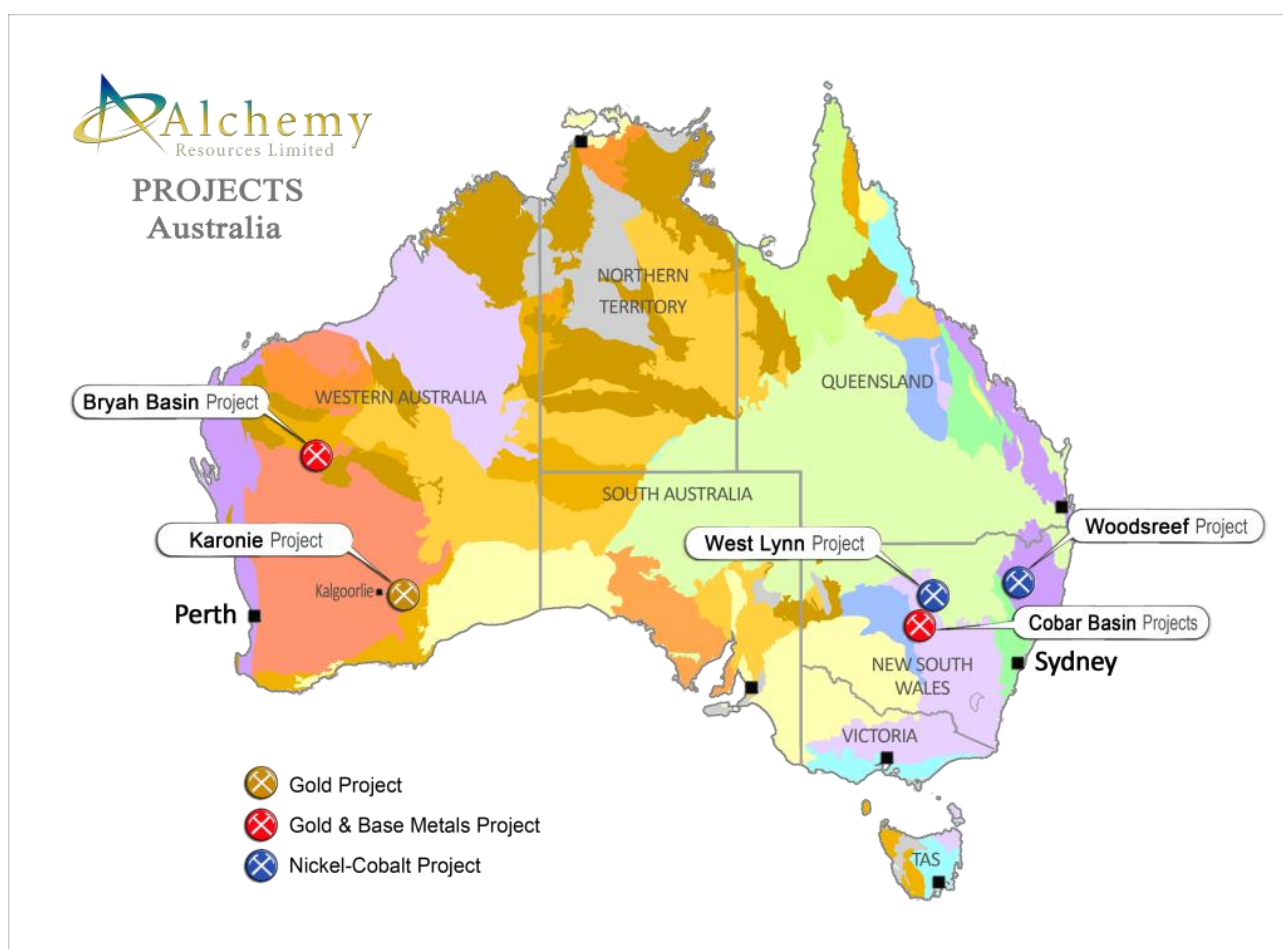 Alchemy
Resources Limited
PROJECTS
Australia
NORTHERN
TERRITORY
WESTERN AUSTRALIA
QUEENSLAND
Bryah Basin Project
SOUTH AUSTRALIA
Karonie Project
West Lynn Project
Woodsreef Project
Kalgoorlie
Perth
Cobar Basin Projects
Sydney
NEW SOUTH
WALES
VICTORIA
TAS
Gold Project
Gold & Base Metals Project
Nickel-Cobalt Project